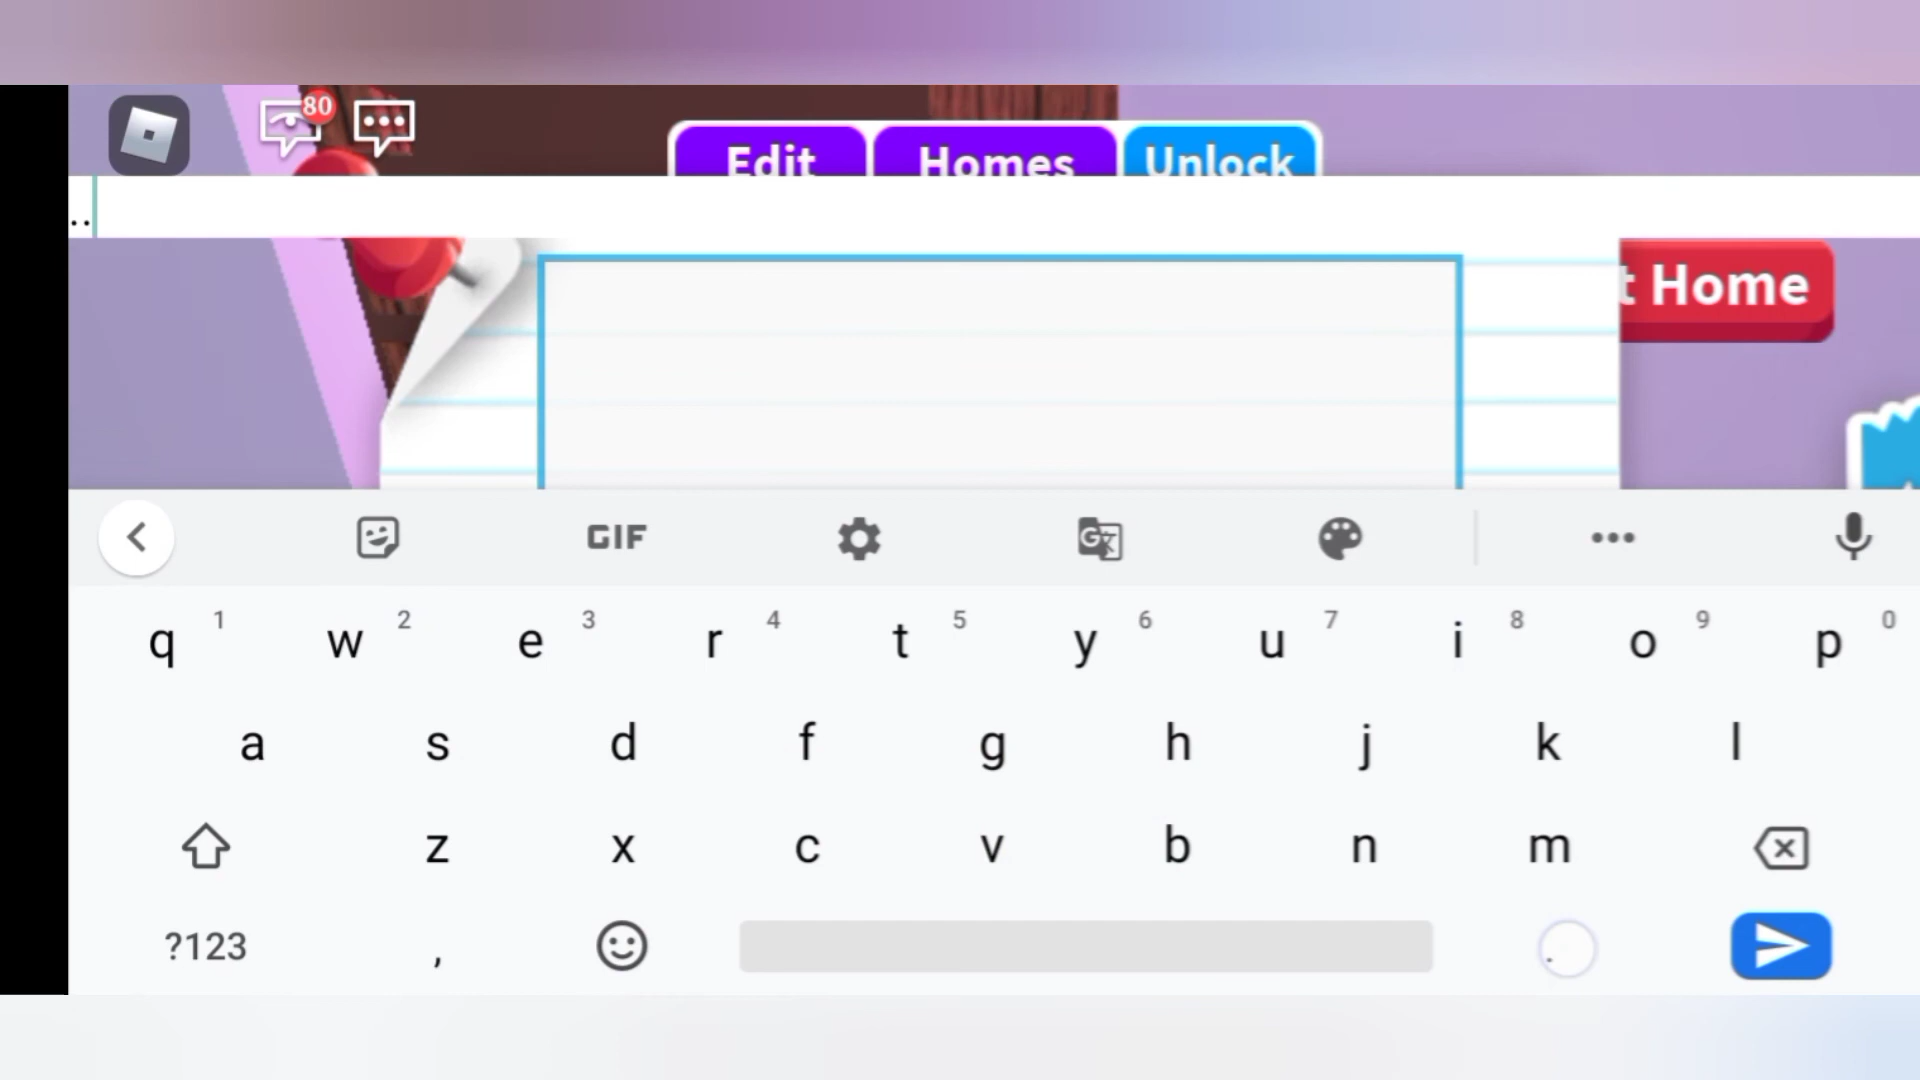 80
Edit Homes Unlock
..
t Home
GIF
q 1 w 2 e 3 r 4 t 5 y 6 u 7 i 8 o 9 p 0
a s d f g h j k l
z x c v b n m
?123 , .